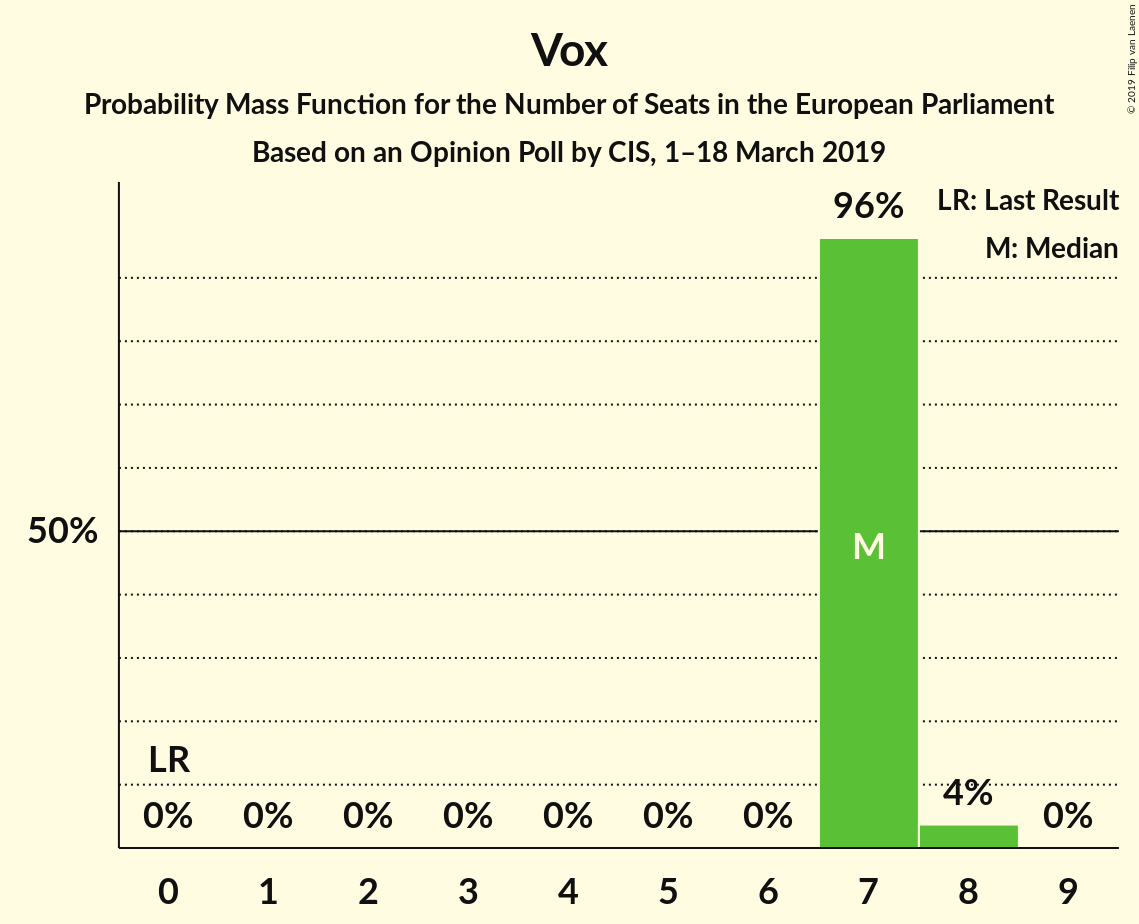 Vox
Probability Mass Function for the Number of Seats in the European Parliament
Based on an Opinion Poll by CIS, 1–18 March 2019
© 2019 Filip van Laenen
LR: Last Result
M: Median
96%
50%
M
LR
4%
0% 0% 0% 0% 0% 0% 0% 0%
0 1 2 3 4 5 6 7 8 9